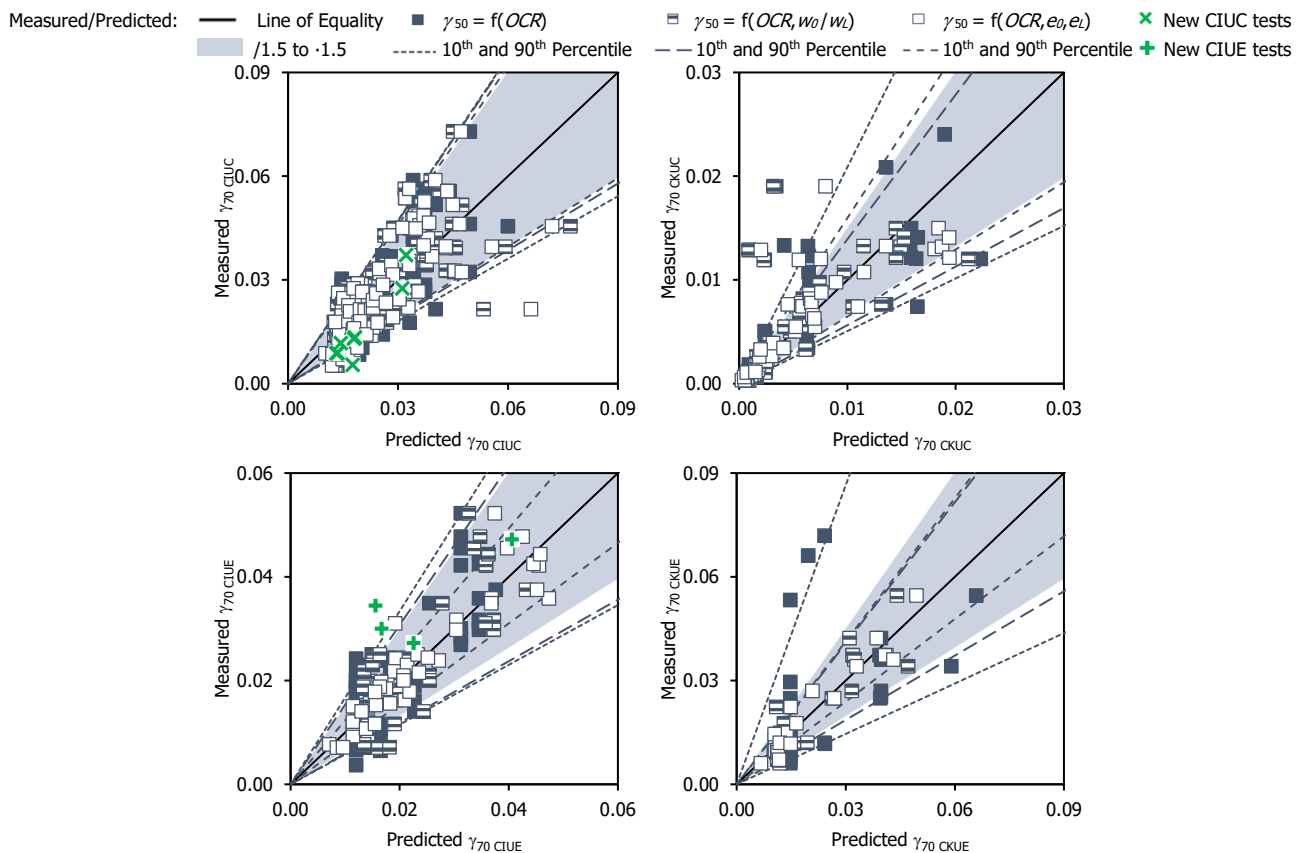 Measured/Predicted: Line of Equality γ50 = f(OCR) γ50 = f(OCR, w0/wL) γ50 = f(OCR, e0, eL) New CIUC tests
/1.5 to ·1.5 10th and 90th Percentile 10th and 90th Percentile 10th and 90th Percentile New CIUE tests
0.09
0.06
0.03
0.00
Measured γ70 CIUC
0.00 0.03 0.06 0.09
Predicted γ70 CIUC
0.03
0.02
0.01
0.00
Measured γ70 CKUC
0.00 0.01 0.02 0.03
Predicted γ70 CKUC
0.06
0.04
0.02
0.00
Measured γ70 CIUE
0.00 0.02 0.04 0.06
Predicted γ70 CIUE
0.09
0.06
0.03
0.00
Measured γ70 CKUE
0.00 0.03 0.06 0.09
Predicted γ70 CKUE